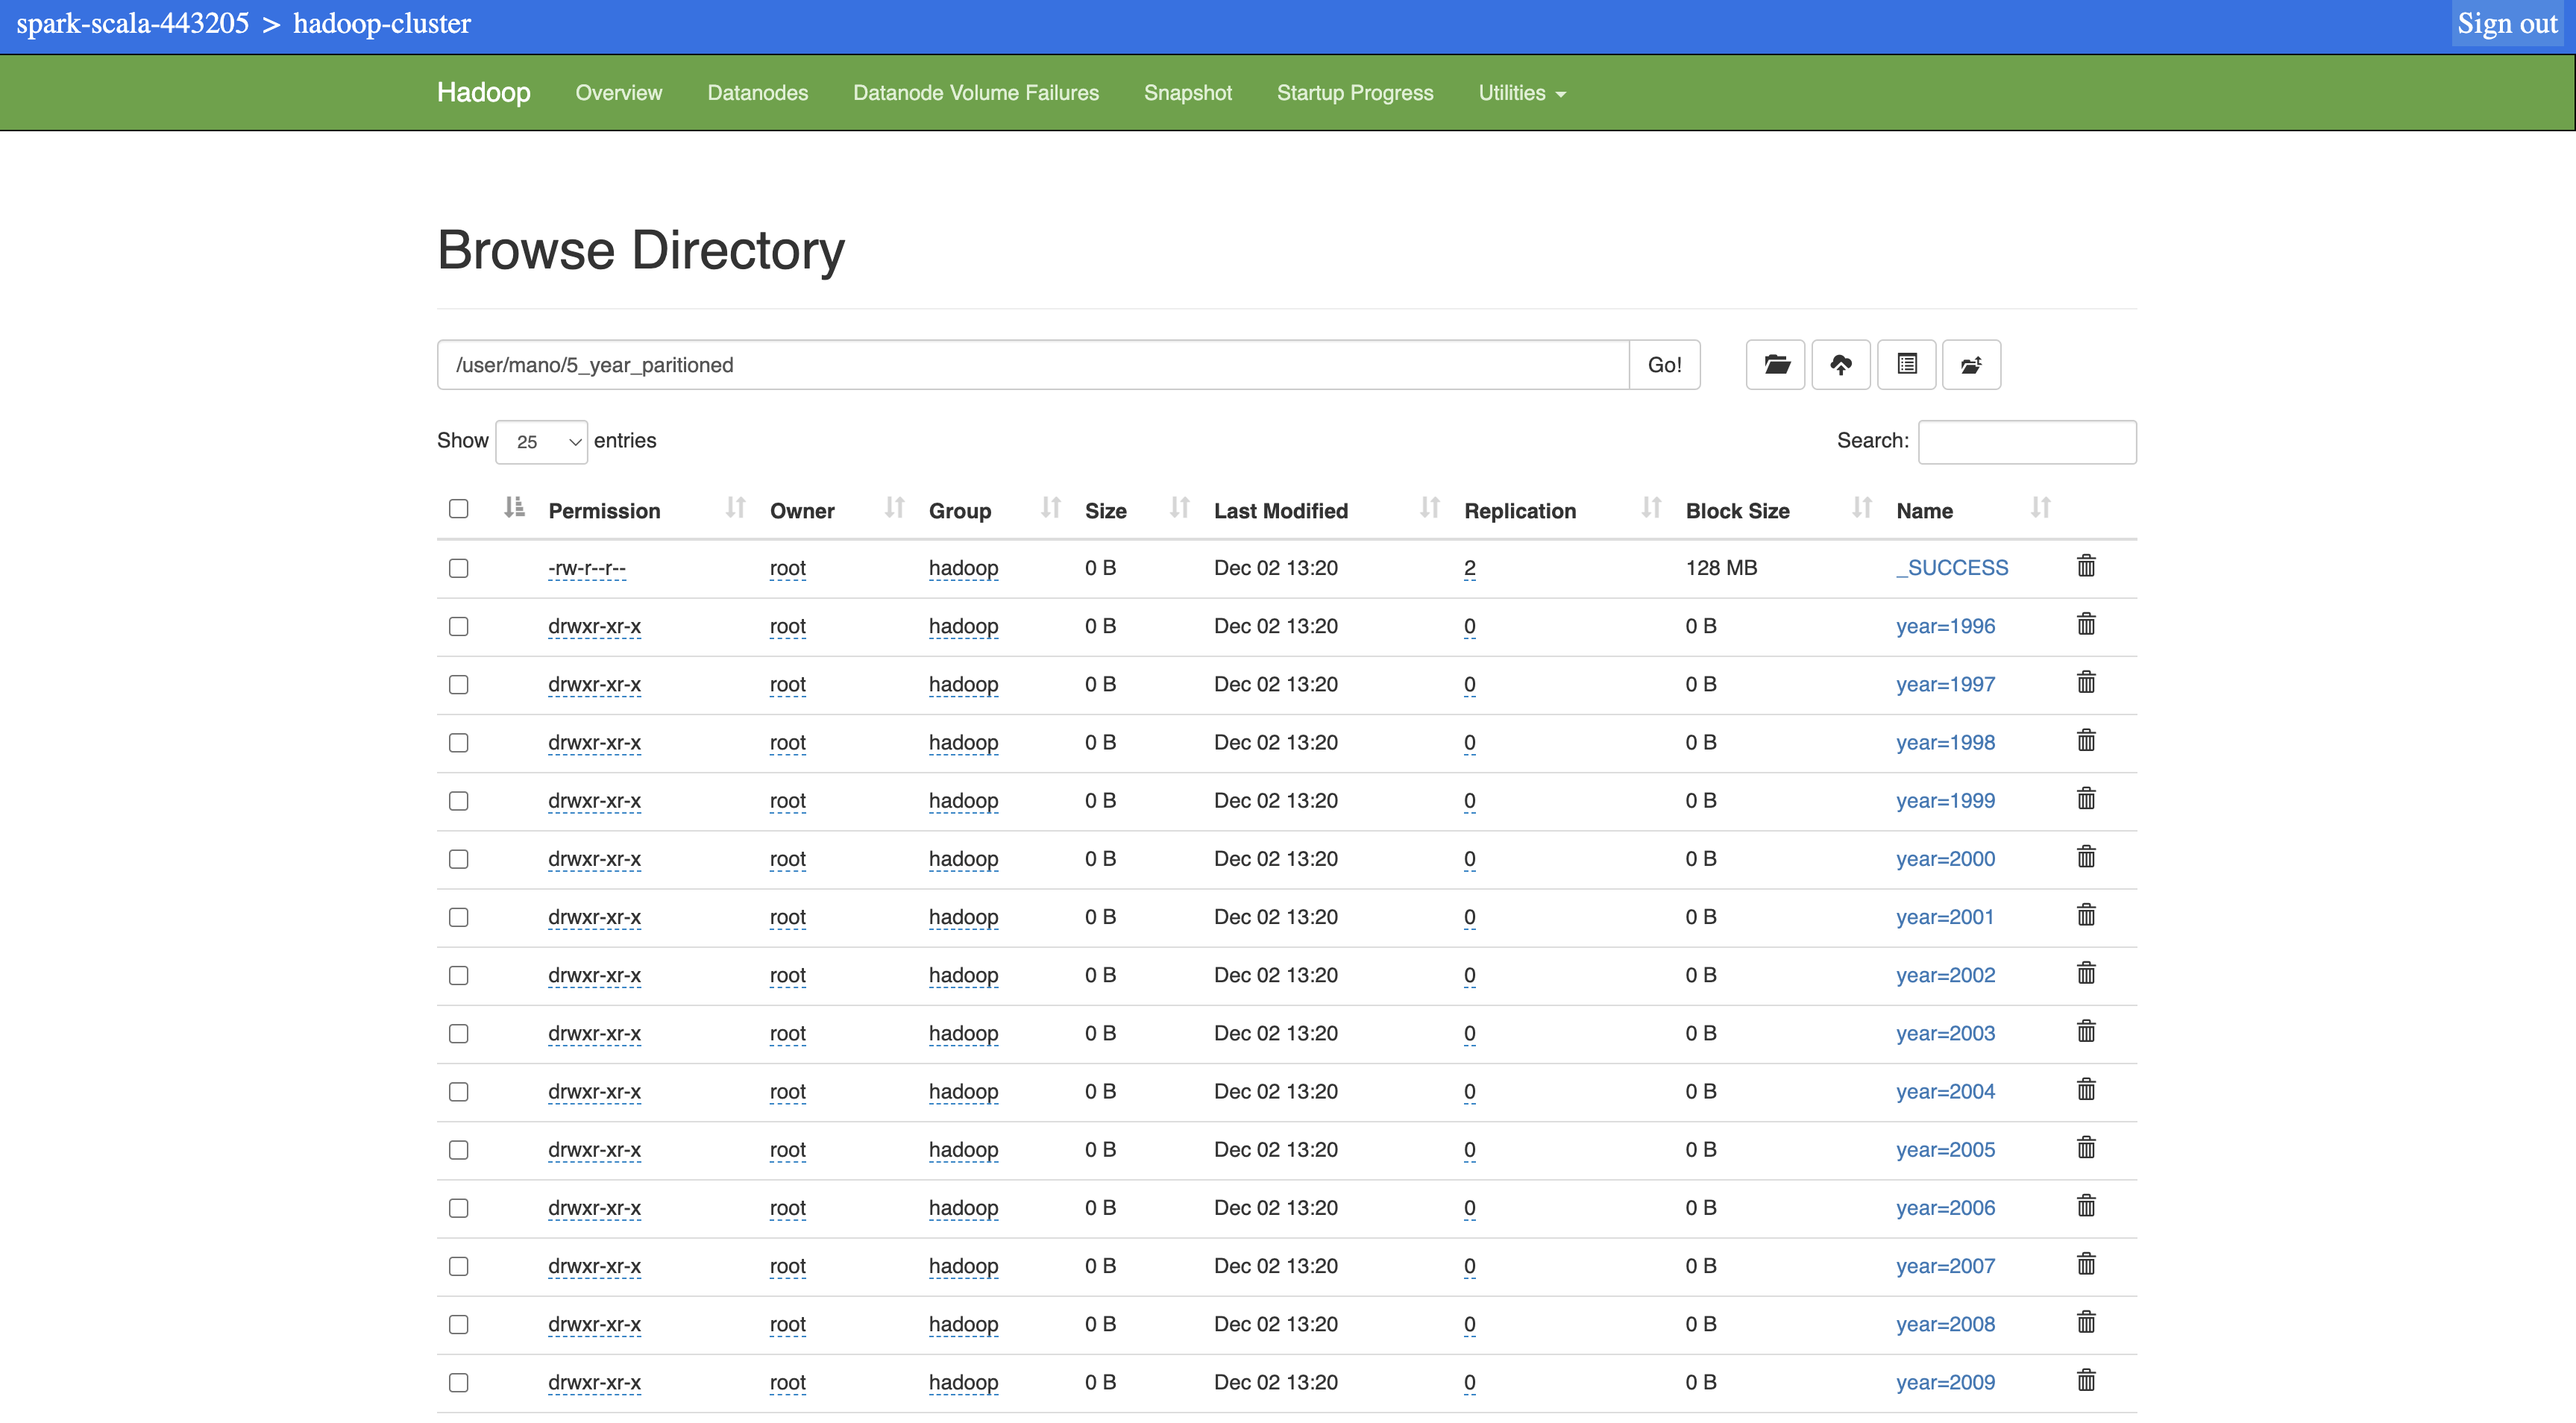 spark-scala-443205 > hadoop-cluster Sign out
Hadoop Overview Datanodes Datanode Volume Failures Snapshot Startup Progress Utilities
Browse Directory
/user/mano/5_year_paritioned Go!
Show 25 entries Search:
Permission Owner Group Size Last Modified Replication Block Size Name
-rw-r--r-- root hadoop 0 B Dec 02 13:20 2 128 MB _SUCCESS
drwxr-xr-x root hadoop 0 B Dec 02 13:20 0 0 B year=1996
drwxr-xr-x root hadoop 0 B Dec 02 13:20 0 0 B year=1997
drwxr-xr-x root hadoop 0 B Dec 02 13:20 0 0 B year=1998
drwxr-xr-x root hadoop 0 B Dec 02 13:20 0 0 B year=1999
drwxr-xr-x root hadoop 0 B Dec 02 13:20 0 0 B year=2000
drwxr-xr-x root hadoop 0 B Dec 02 13:20 0 0 B year=2001
drwxr-xr-x root hadoop 0 B Dec 02 13:20 0 0 B year=2002
drwxr-xr-x root hadoop 0 B Dec 02 13:20 0 0 B year=2003
drwxr-xr-x root hadoop 0 B Dec 02 13:20 0 0 B year=2004
drwxr-xr-x root hadoop 0 B Dec 02 13:20 0 0 B year=2005
drwxr-xr-x root hadoop 0 B Dec 02 13:20 0 0 B year=2006
drwxr-xr-x root hadoop 0 B Dec 02 13:20 0 0 B year=2007
drwxr-xr-x root hadoop 0 B Dec 02 13:20 0 0 B year=2008
drwxr-xr-x root hadoop 0 B Dec 02 13:20 0 0 B year=2009